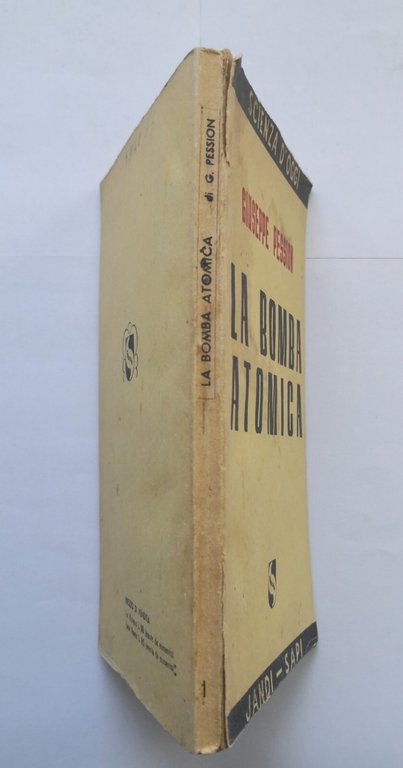 SCIENZA D'OGGI
GIUSEPPE PESSION
LA BOMBA
ATOMICA
S
JANDI - SAPI
LA BOMBA ATOMICA di G. PESSION
1
S